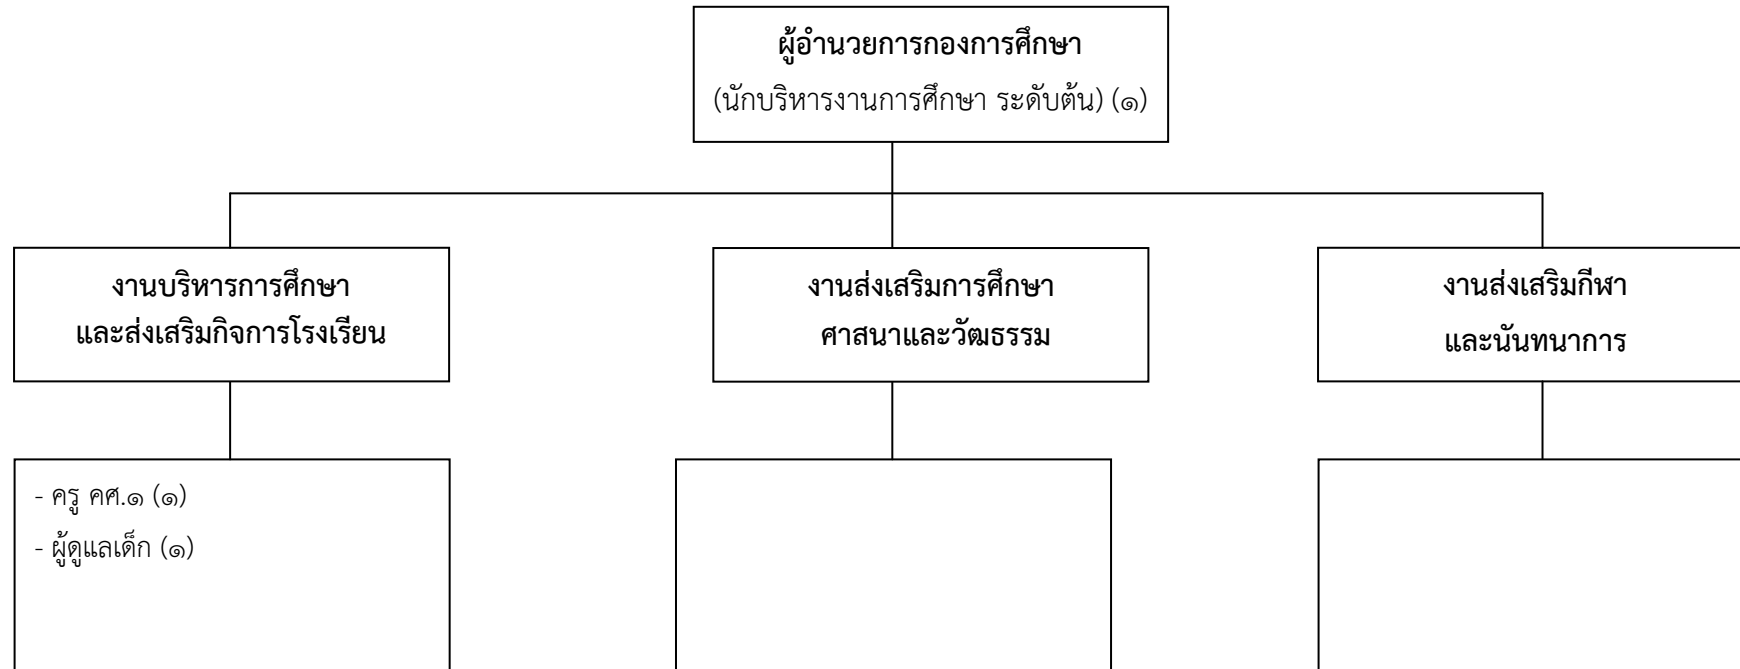 ผู้อำนวยการกองการศึกษา
(นักบริหารงานการศึกษา ระดับต้น) (๑)
งานบริหารการศึกษา
และส่งเสริมกิจการโรงเรียน
งานส่งเสริมการศึกษา
ศาสนาและวัฒธรรม
งานส่งเสริมกีฬา
และนันทนาการ
- ครู คศ.๑ (๑)
- ผู้ดูแลเด็ก (๑)